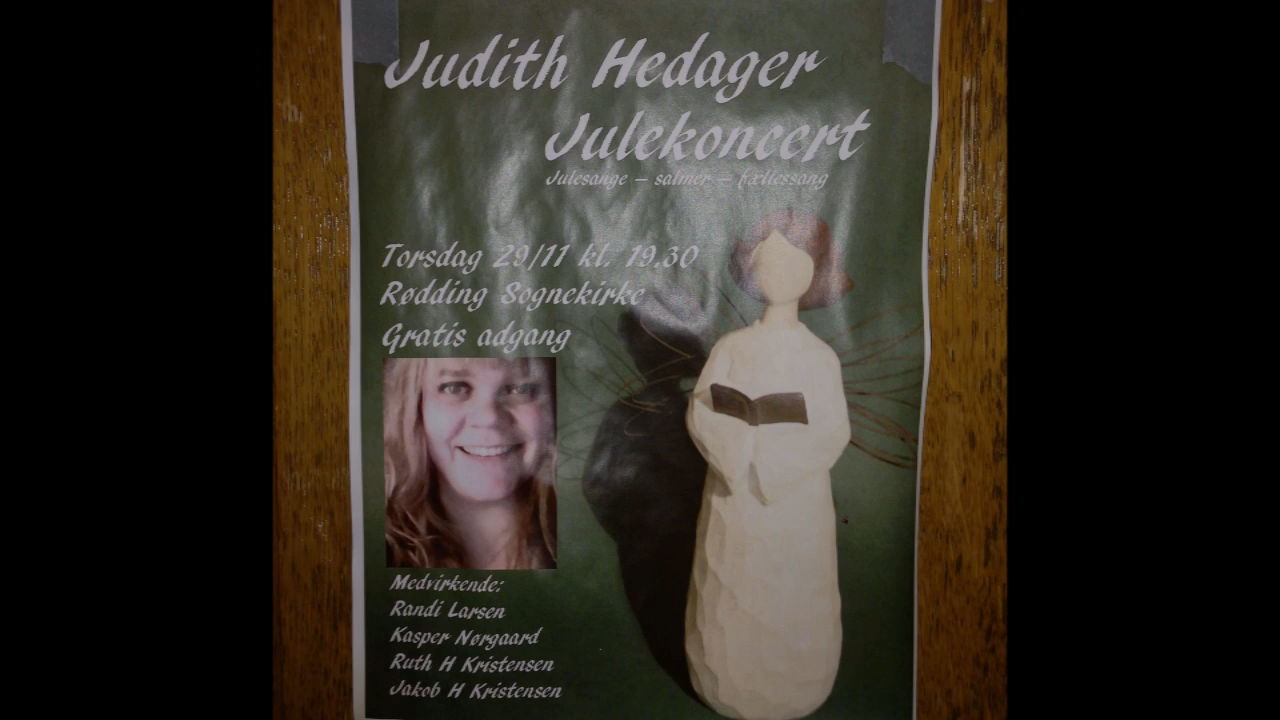 Judith Hedager
Julekoncert
Julesange – salmer – fællessang
Torsdag 29/11 kl. 19.30
Rødding Sognekirke
Gratis adgang
Medvirkende:
Randi Larsen
Kasper Nørgaard
Ruth H Kristensen
Jakob H Kristensen